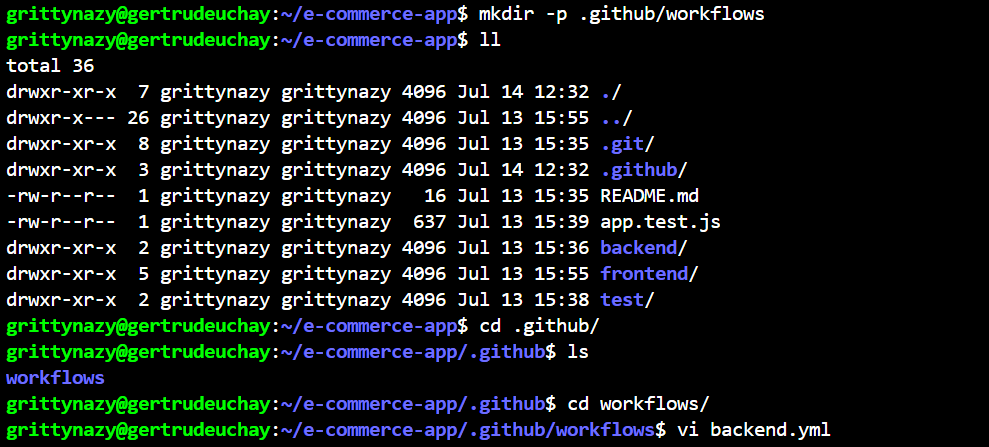 grittynazy@gertrudeuchay:~/e-commerce-app$ mkdir -p .github/workflows
grittynazy@gertrudeuchay:~/e-commerce-app$ ll
total 36
drwxr-xr-x  7 grittynazy grittynazy 4096 Jul 14 12:32 ./
drwxr-x--- 26 grittynazy grittynazy 4096 Jul 13 15:55 ../
drwxr-xr-x  8 grittynazy grittynazy 4096 Jul 13 15:35 .git/
drwxr-xr-x  3 grittynazy grittynazy 4096 Jul 14 12:32 .github/
-rw-r--r--  1 grittynazy grittynazy   16 Jul 13 15:35 README.md
-rw-r--r--  1 grittynazy grittynazy  637 Jul 13 15:39 app.test.js
drwxr-xr-x  2 grittynazy grittynazy 4096 Jul 13 15:36 backend/
drwxr-xr-x  5 grittynazy grittynazy 4096 Jul 13 15:55 frontend/
drwxr-xr-x  2 grittynazy grittynazy 4096 Jul 13 15:38 test/
grittynazy@gertrudeuchay:~/e-commerce-app$ cd .github/
grittynazy@gertrudeuchay:~/e-commerce-app/.github$ ls
workflows
grittynazy@gertrudeuchay:~/e-commerce-app/.github$ cd workflows/
grittynazy@gertrudeuchay:~/e-commerce-app/.github/workflows$ vi backend.yml